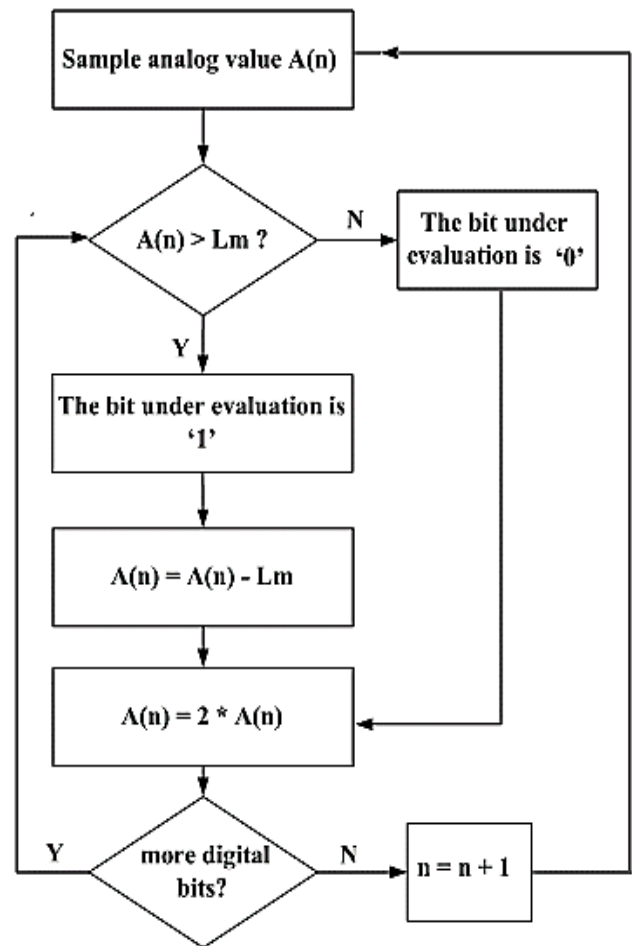 Sample analog value A(n)
A(n) > Lm ?
N
The bit under
evaluation is ‘0’
Y
The bit under evaluation is
‘1’
A(n) = A(n) - Lm
A(n) = 2 * A(n)
Y
more digital
bits?
N
n = n + 1